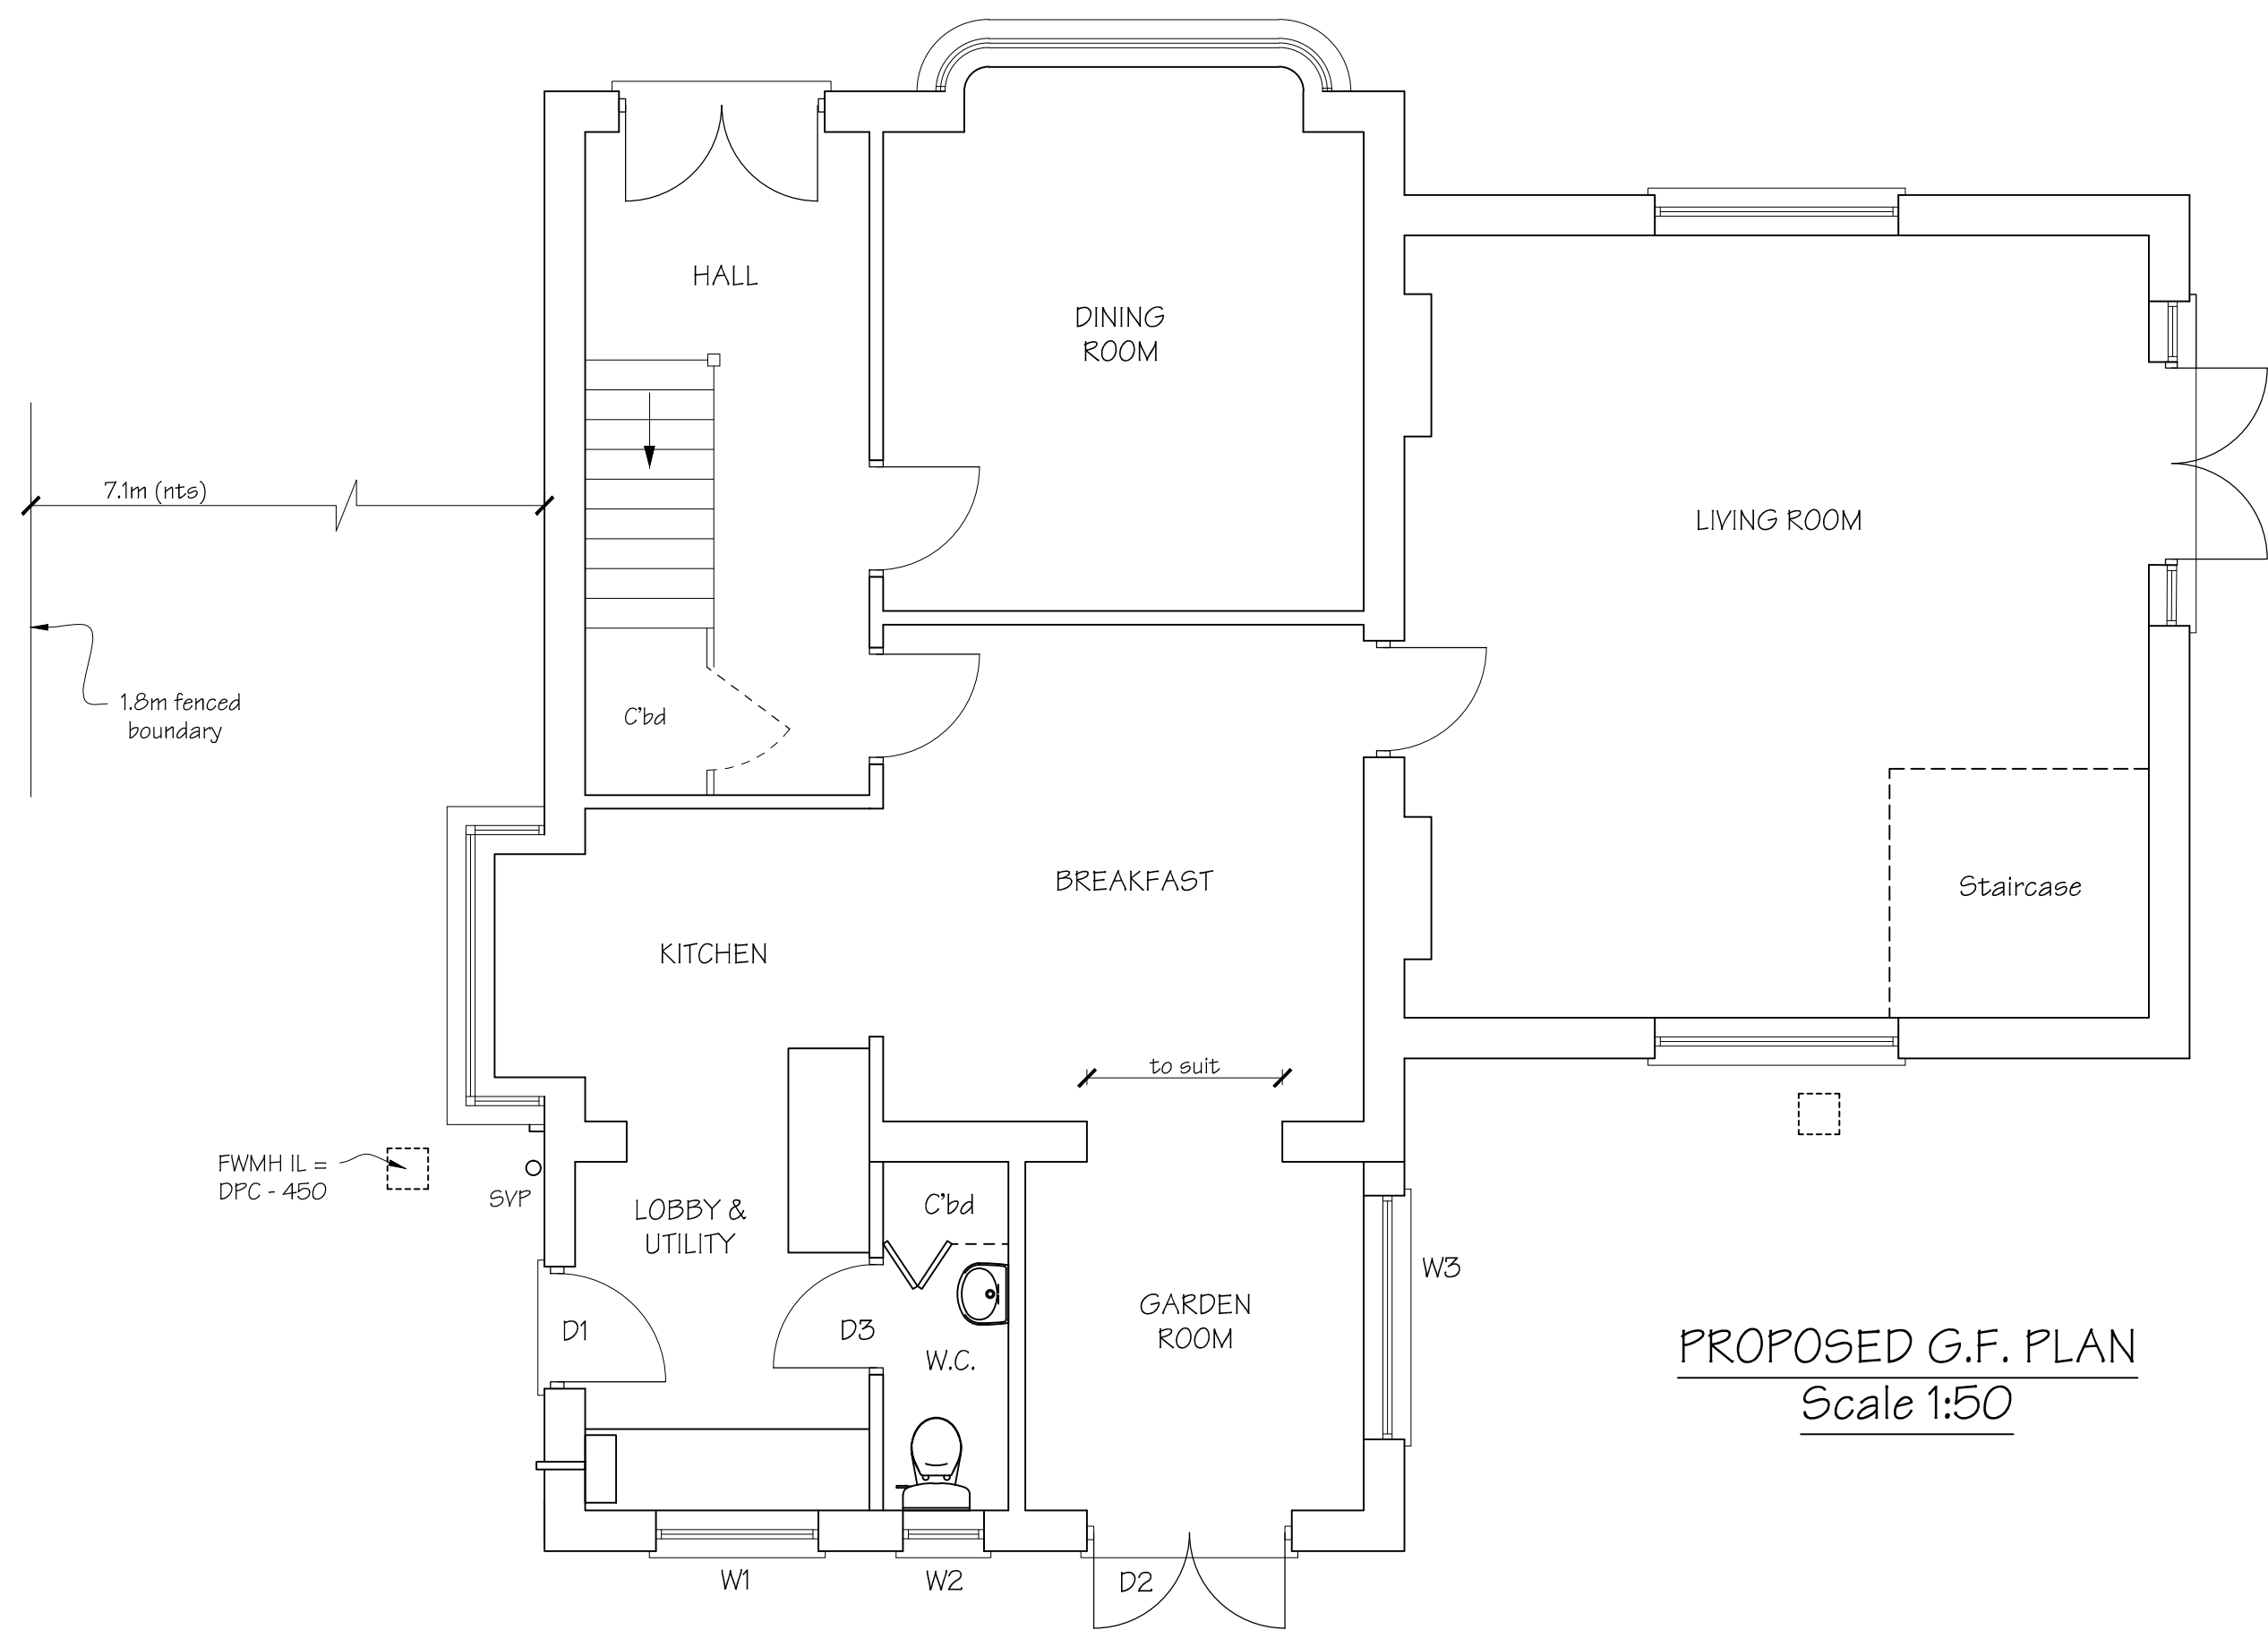 HALL
DINING
ROOM
7.1m (nts)
LIVING ROOM
1.8m fenced
boundary
C'bd
BREAKFAST
Staircase
KITCHEN
to suit
FWMH IL =
DPC - 450
SVP
LOBBY &
UTILITY
C'bd
W3
GARDEN
ROOM
D1
D3
W.C.
PROPOSED G.F. PLAN
Scale 1:50
W1
W2
D2